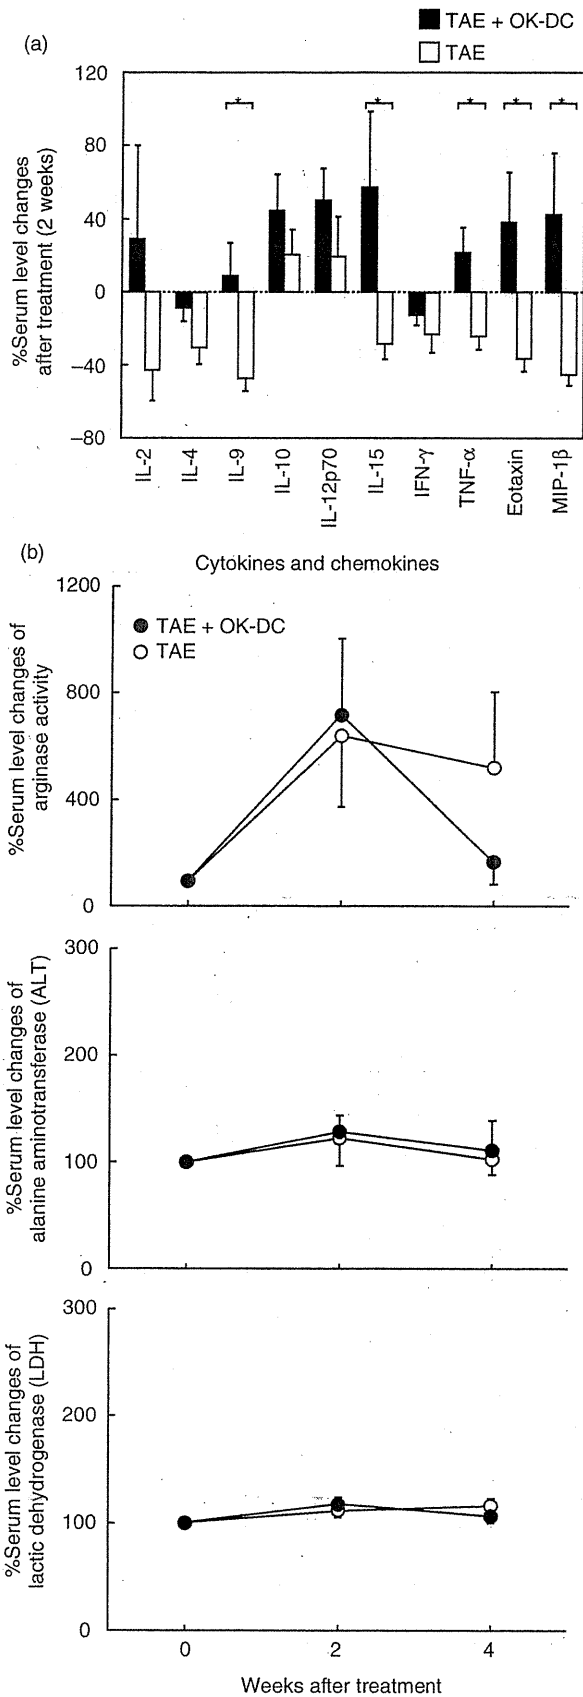 (a)
TAE + OK-DC
TAE
%Serum level changes
after treatment (2 weeks)
120
80
40
0
−40
−80
* * * * *
IL-2
IL-4
IL-9
IL-10
IL-12p70
IL-15
IFN-γ
TNF-α
Eotaxin
MIP-1β
Cytokines and chemokines
(b)
%Serum level changes of
arginase activity
1200
800
400
0
TAE + OK-DC
TAE
%Serum level changes of
alanine aminotransferase (ALT)
300
200
100
0
%Serum level changes of
lactic dehydrogenase (LDH)
300
200
100
0
0 2 4
Weeks after treatment